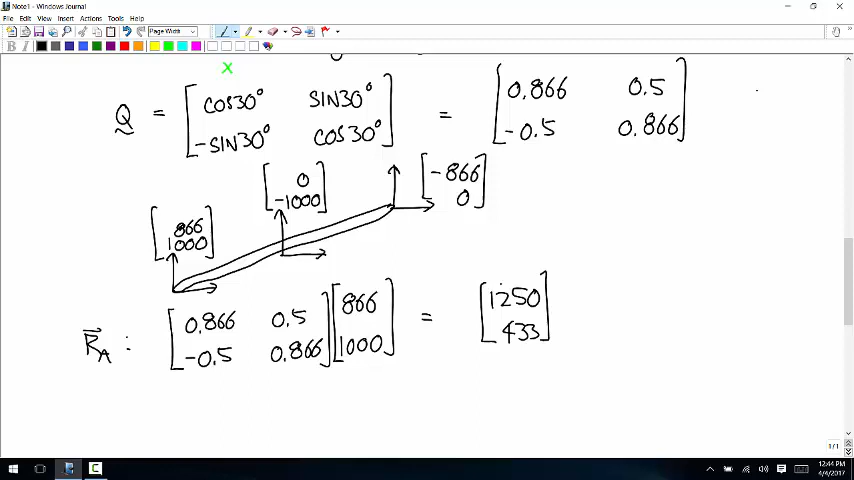 Note1 - Windows Journal
File Edit View Insert Actions Tools Help
Page Width
x
Q = [ COS30° SIN30° ] = [ 0.866 0.5 ]
[ -SIN30° COS30° ] [ -0.5 0.866 ]
[ 0 ] [ -866 ]
[ -1000 ] [ 0 ]
[ 866 ]
[ 1000 ]
R_A : [ 0.866 0.5 ] [ 866 ] = [ 1250 ]
[ -0.5 0.866 ] [ 1000 ] [ 433 ]
1/1
12:44 PM
4/4/2017